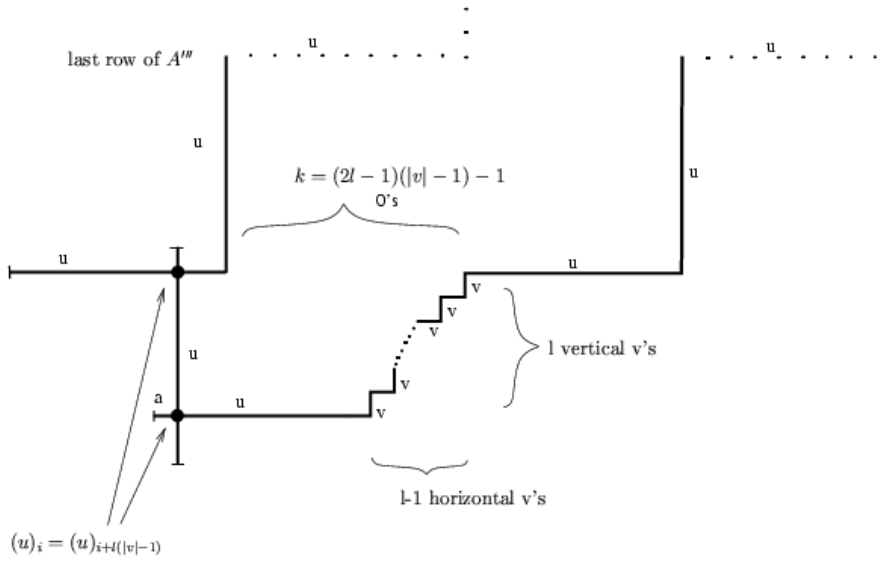 u
u
last row of A'''
u
u
k = (2l − 1)(|v| − 1) − 1
0's
u
u
v
v
v
l vertical v's
u
v
a
u
v
l-1 horizontal v's
(u)_i = (u)_{i+l(|v|−1)}